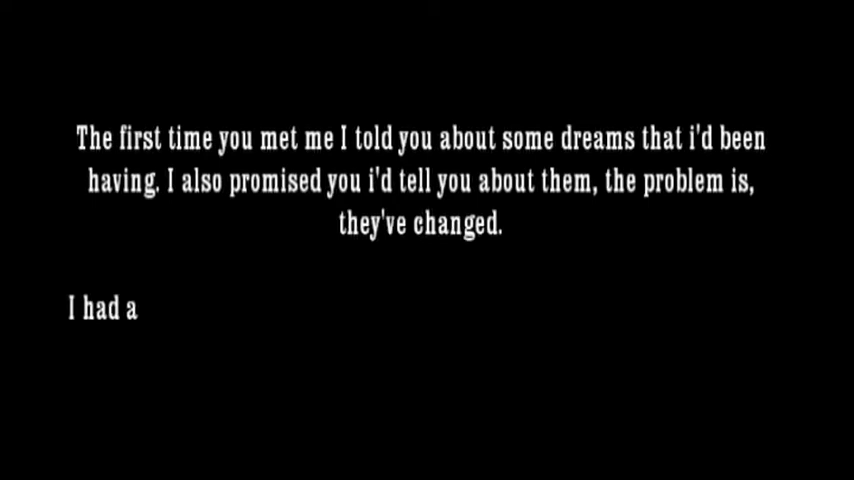 The first time you met me I told you about some dreams that i'd been
having. I also promised you i'd tell you about them, the problem is,
they've changed.
I had a